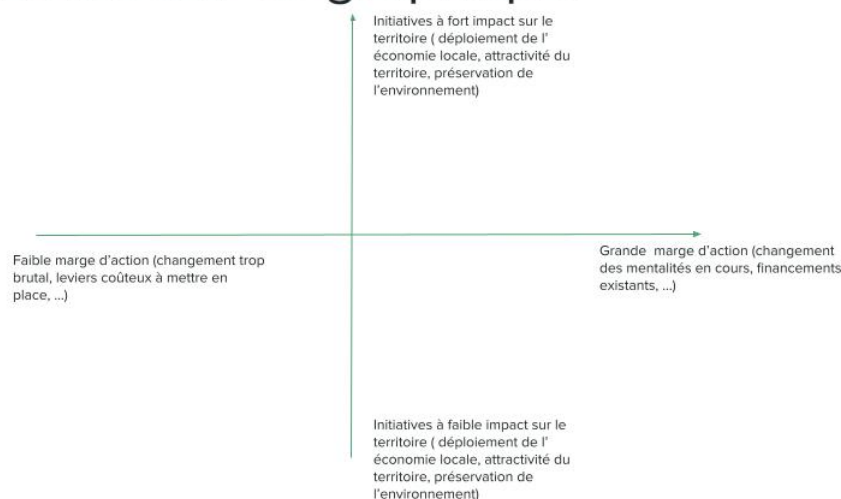 Initiatives à fort impact sur le
territoire ( déploiement de l'
économie locale, attractivité du
territoire, préservation de
l'environnement)
Faible marge d'action (changement trop
brutal, leviers coûteux à mettre en
place, ...)
Grande  marge d'action (changement
des mentalités en cours, financements
existants, ...)
Initiatives à faible impact sur le
territoire ( déploiement de l'
économie locale, attractivité du
territoire, préservation de
l'environnement)